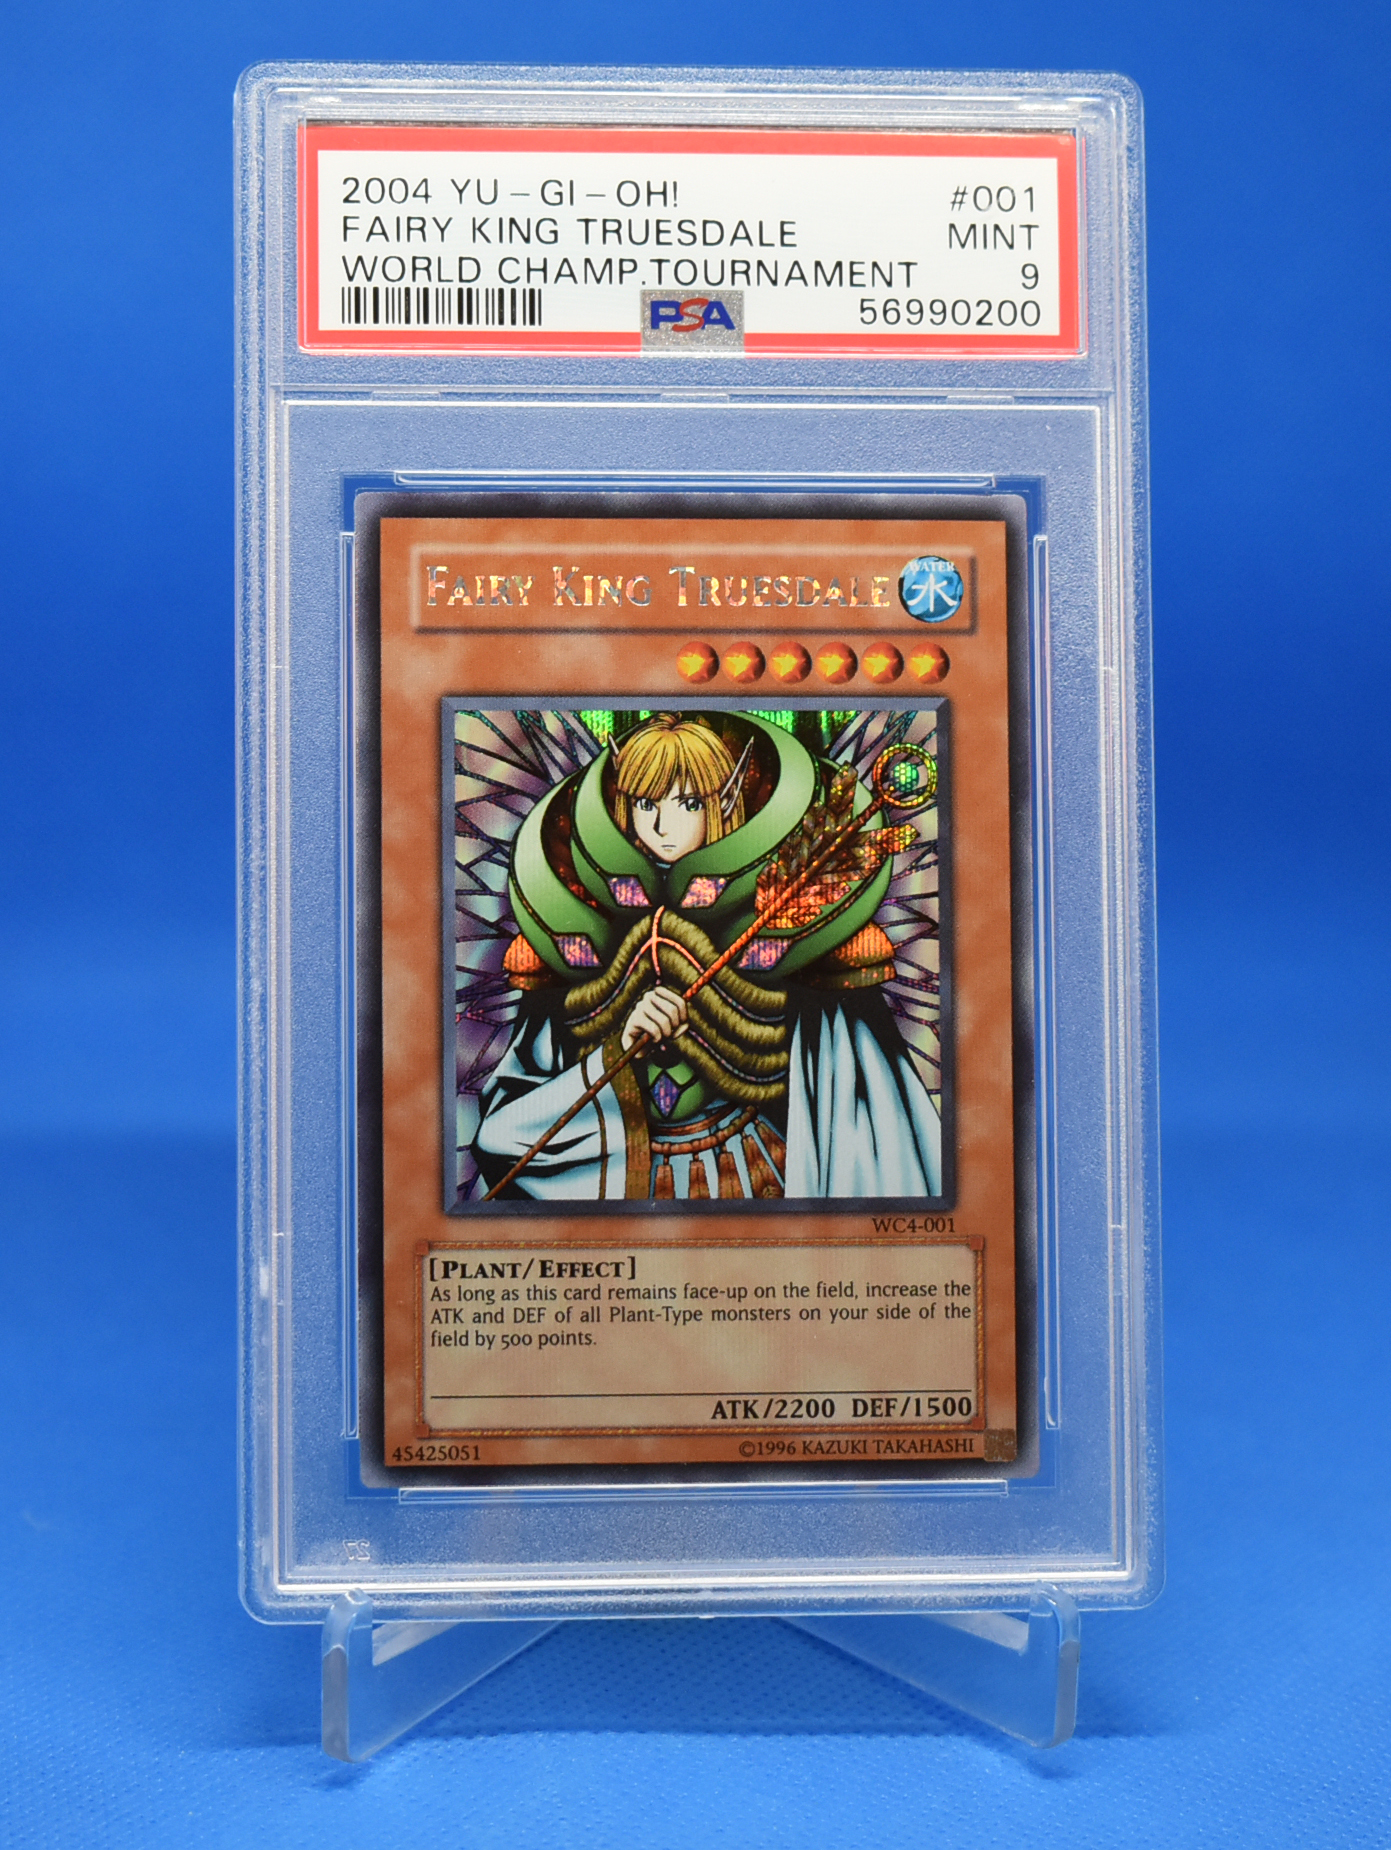 2004 YU-GI-OH!
#001
FAIRY KING TRUESDALE
MINT
WORLD CHAMP.TOURNAMENT
9
PSA
56990200
FAIRY KING TRUESDALE
WATER
水
WC4-001
[PLANT/EFFECT]
As long as this card remains face-up on the field, increase the
ATK and DEF of all Plant-Type monsters on your side of the
field by 500 points.
ATK/2200 DEF/1500
45425051
©1996 KAZUKI TAKAHASHI
27